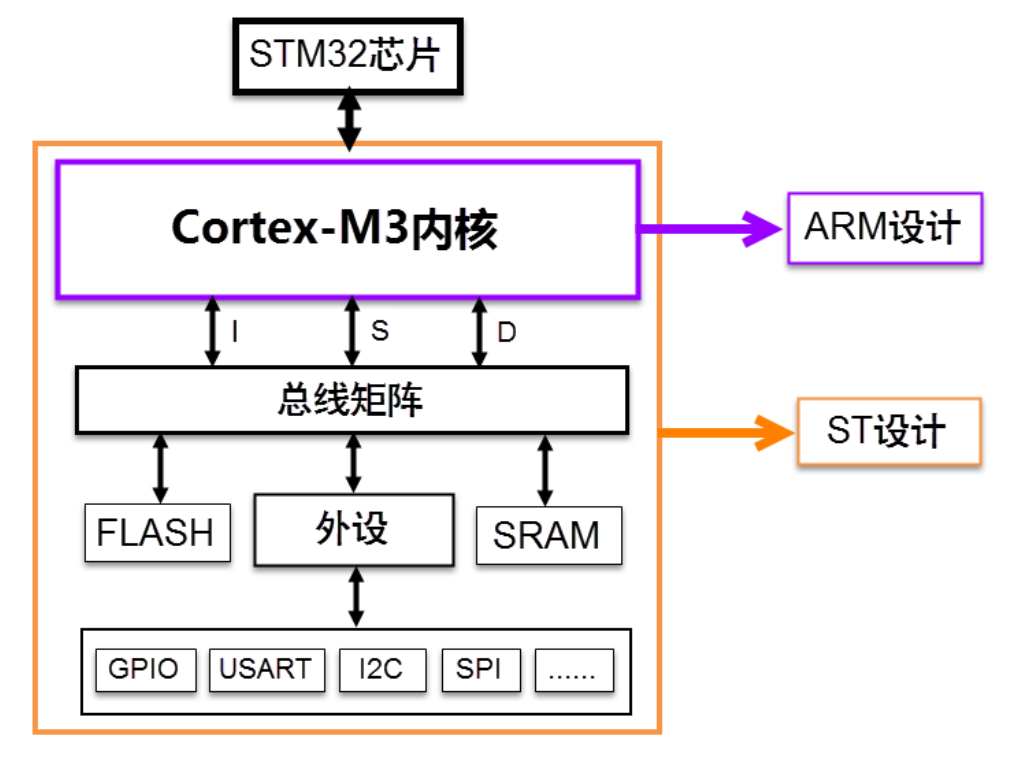 STM32芯片
Cortex-M3内核
ARM设计
I
S
D
总线矩阵
ST设计
FLASH
外设
SRAM
GPIO
USART
I2C
SPI
......